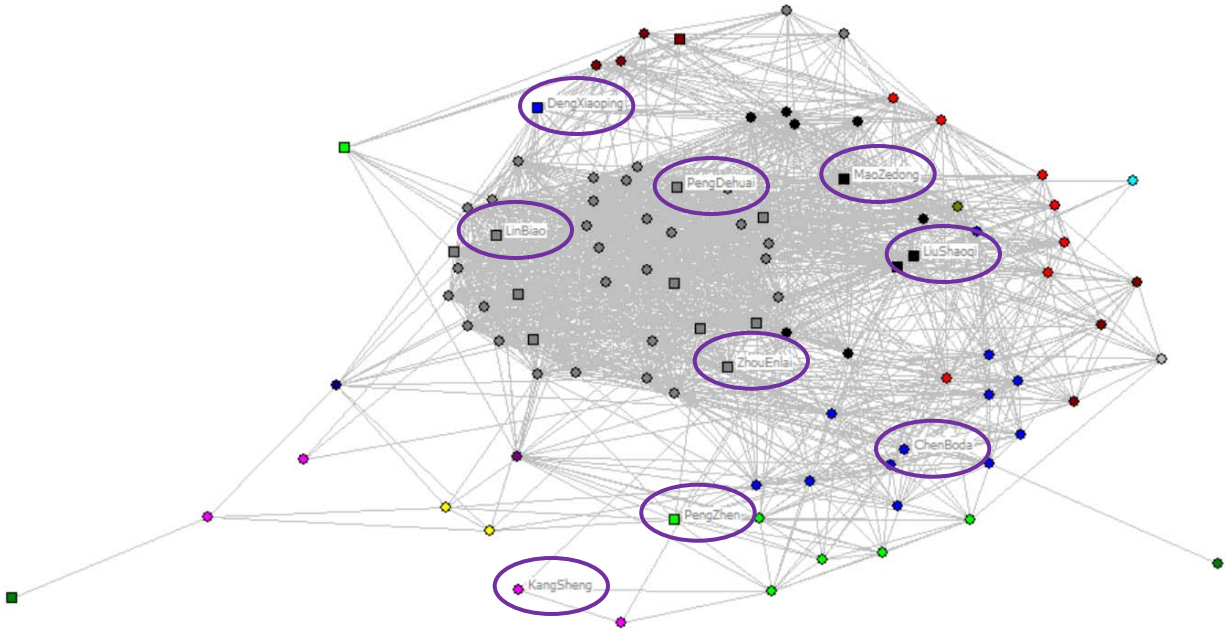 DengXiaoping
PengDehuai
MaoZedong
LinBiao
LiuShaoqi
ZhouEnlai
ChenBoda
PengZhen
KangSheng